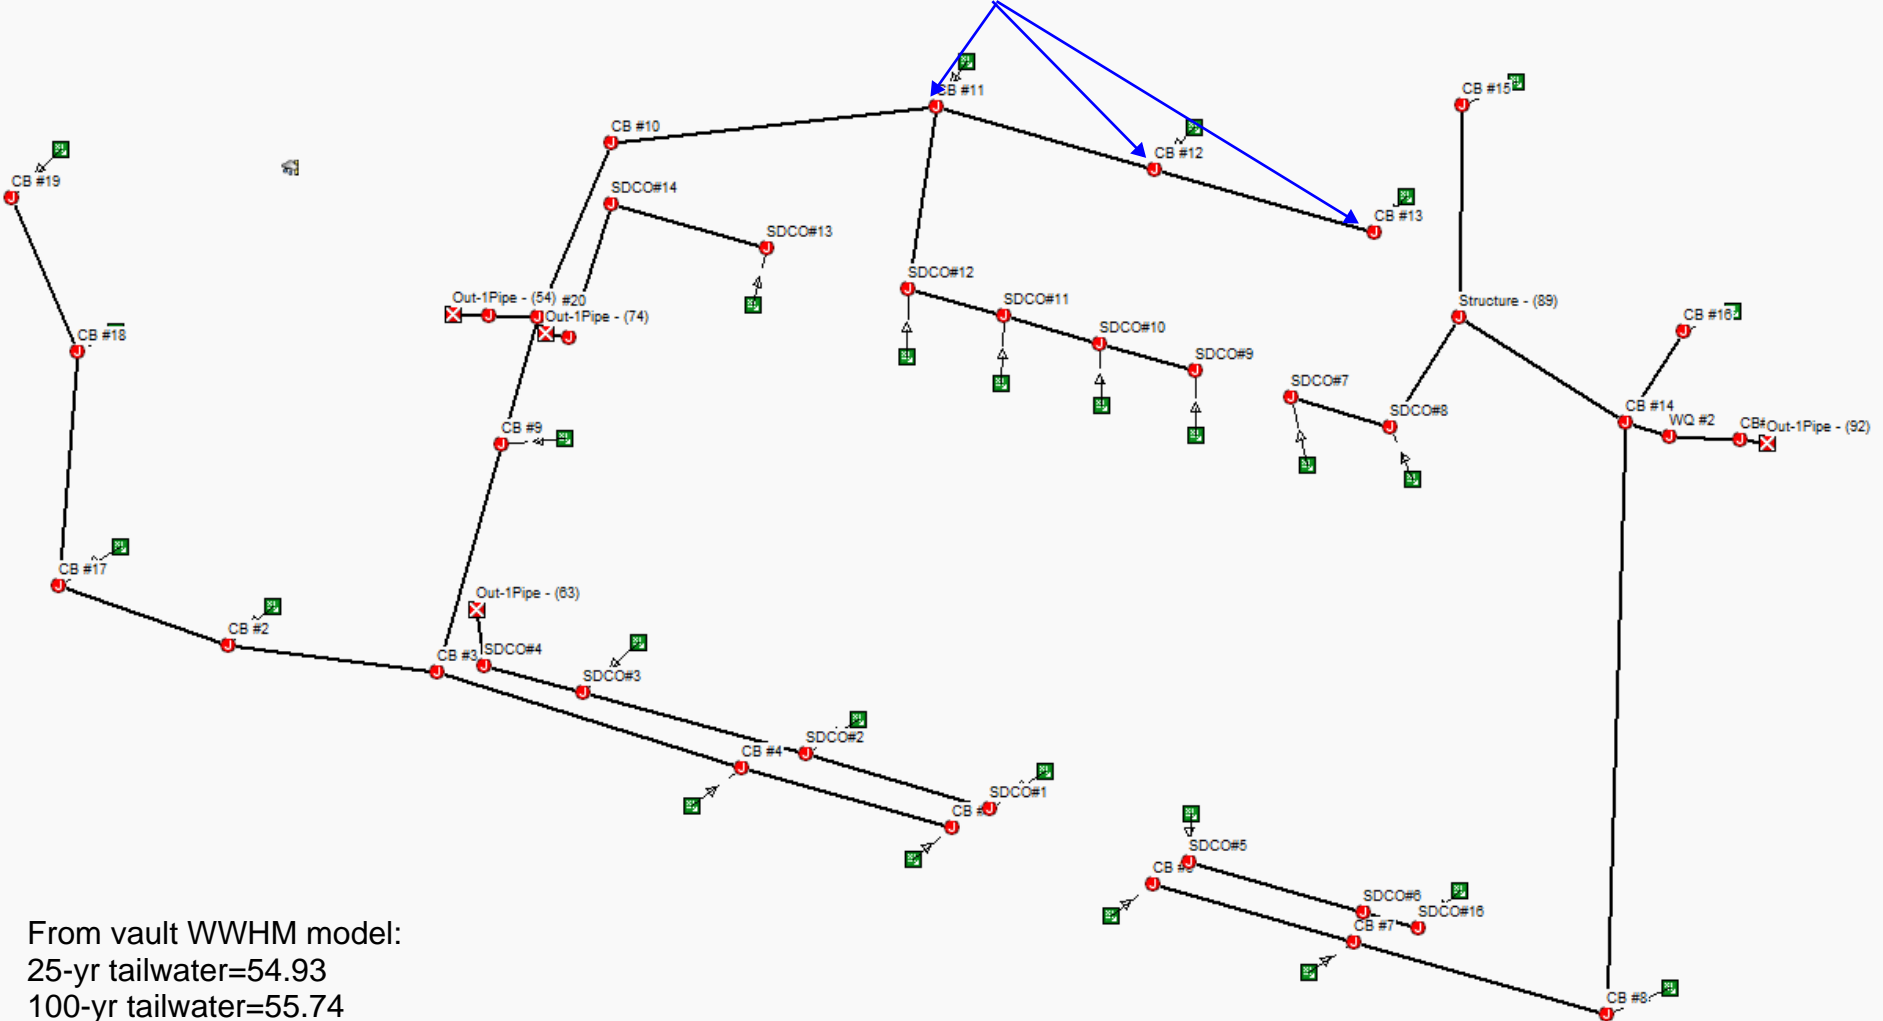 CB #11
CB #15
CB #10
CB #12
CB #19
SDCO#14
CB #13
SDCO#13
SDCO#12
Out-1Pipe - (54)
#20
SDCO#11
Structure - (89)
Out-1Pipe - (74)
CB #16
CB #18
SDCO#10
SDCO#9
SDCO#7
SDCO#8
CB #14
WQ #2
CB#
Out-1Pipe - (92)
CB #9
CB #17
Out-1Pipe - (63)
CB #2
CB #3
SDCO#4
SDCO#3
SDCO#2
CB #4
SDCO#1
CB #
SDCO#5
CB #
SDCO#6
SDCO#16
CB #7
CB #8
From vault WWHM model:
25-yr tailwater=54.93
100-yr tailwater=55.74